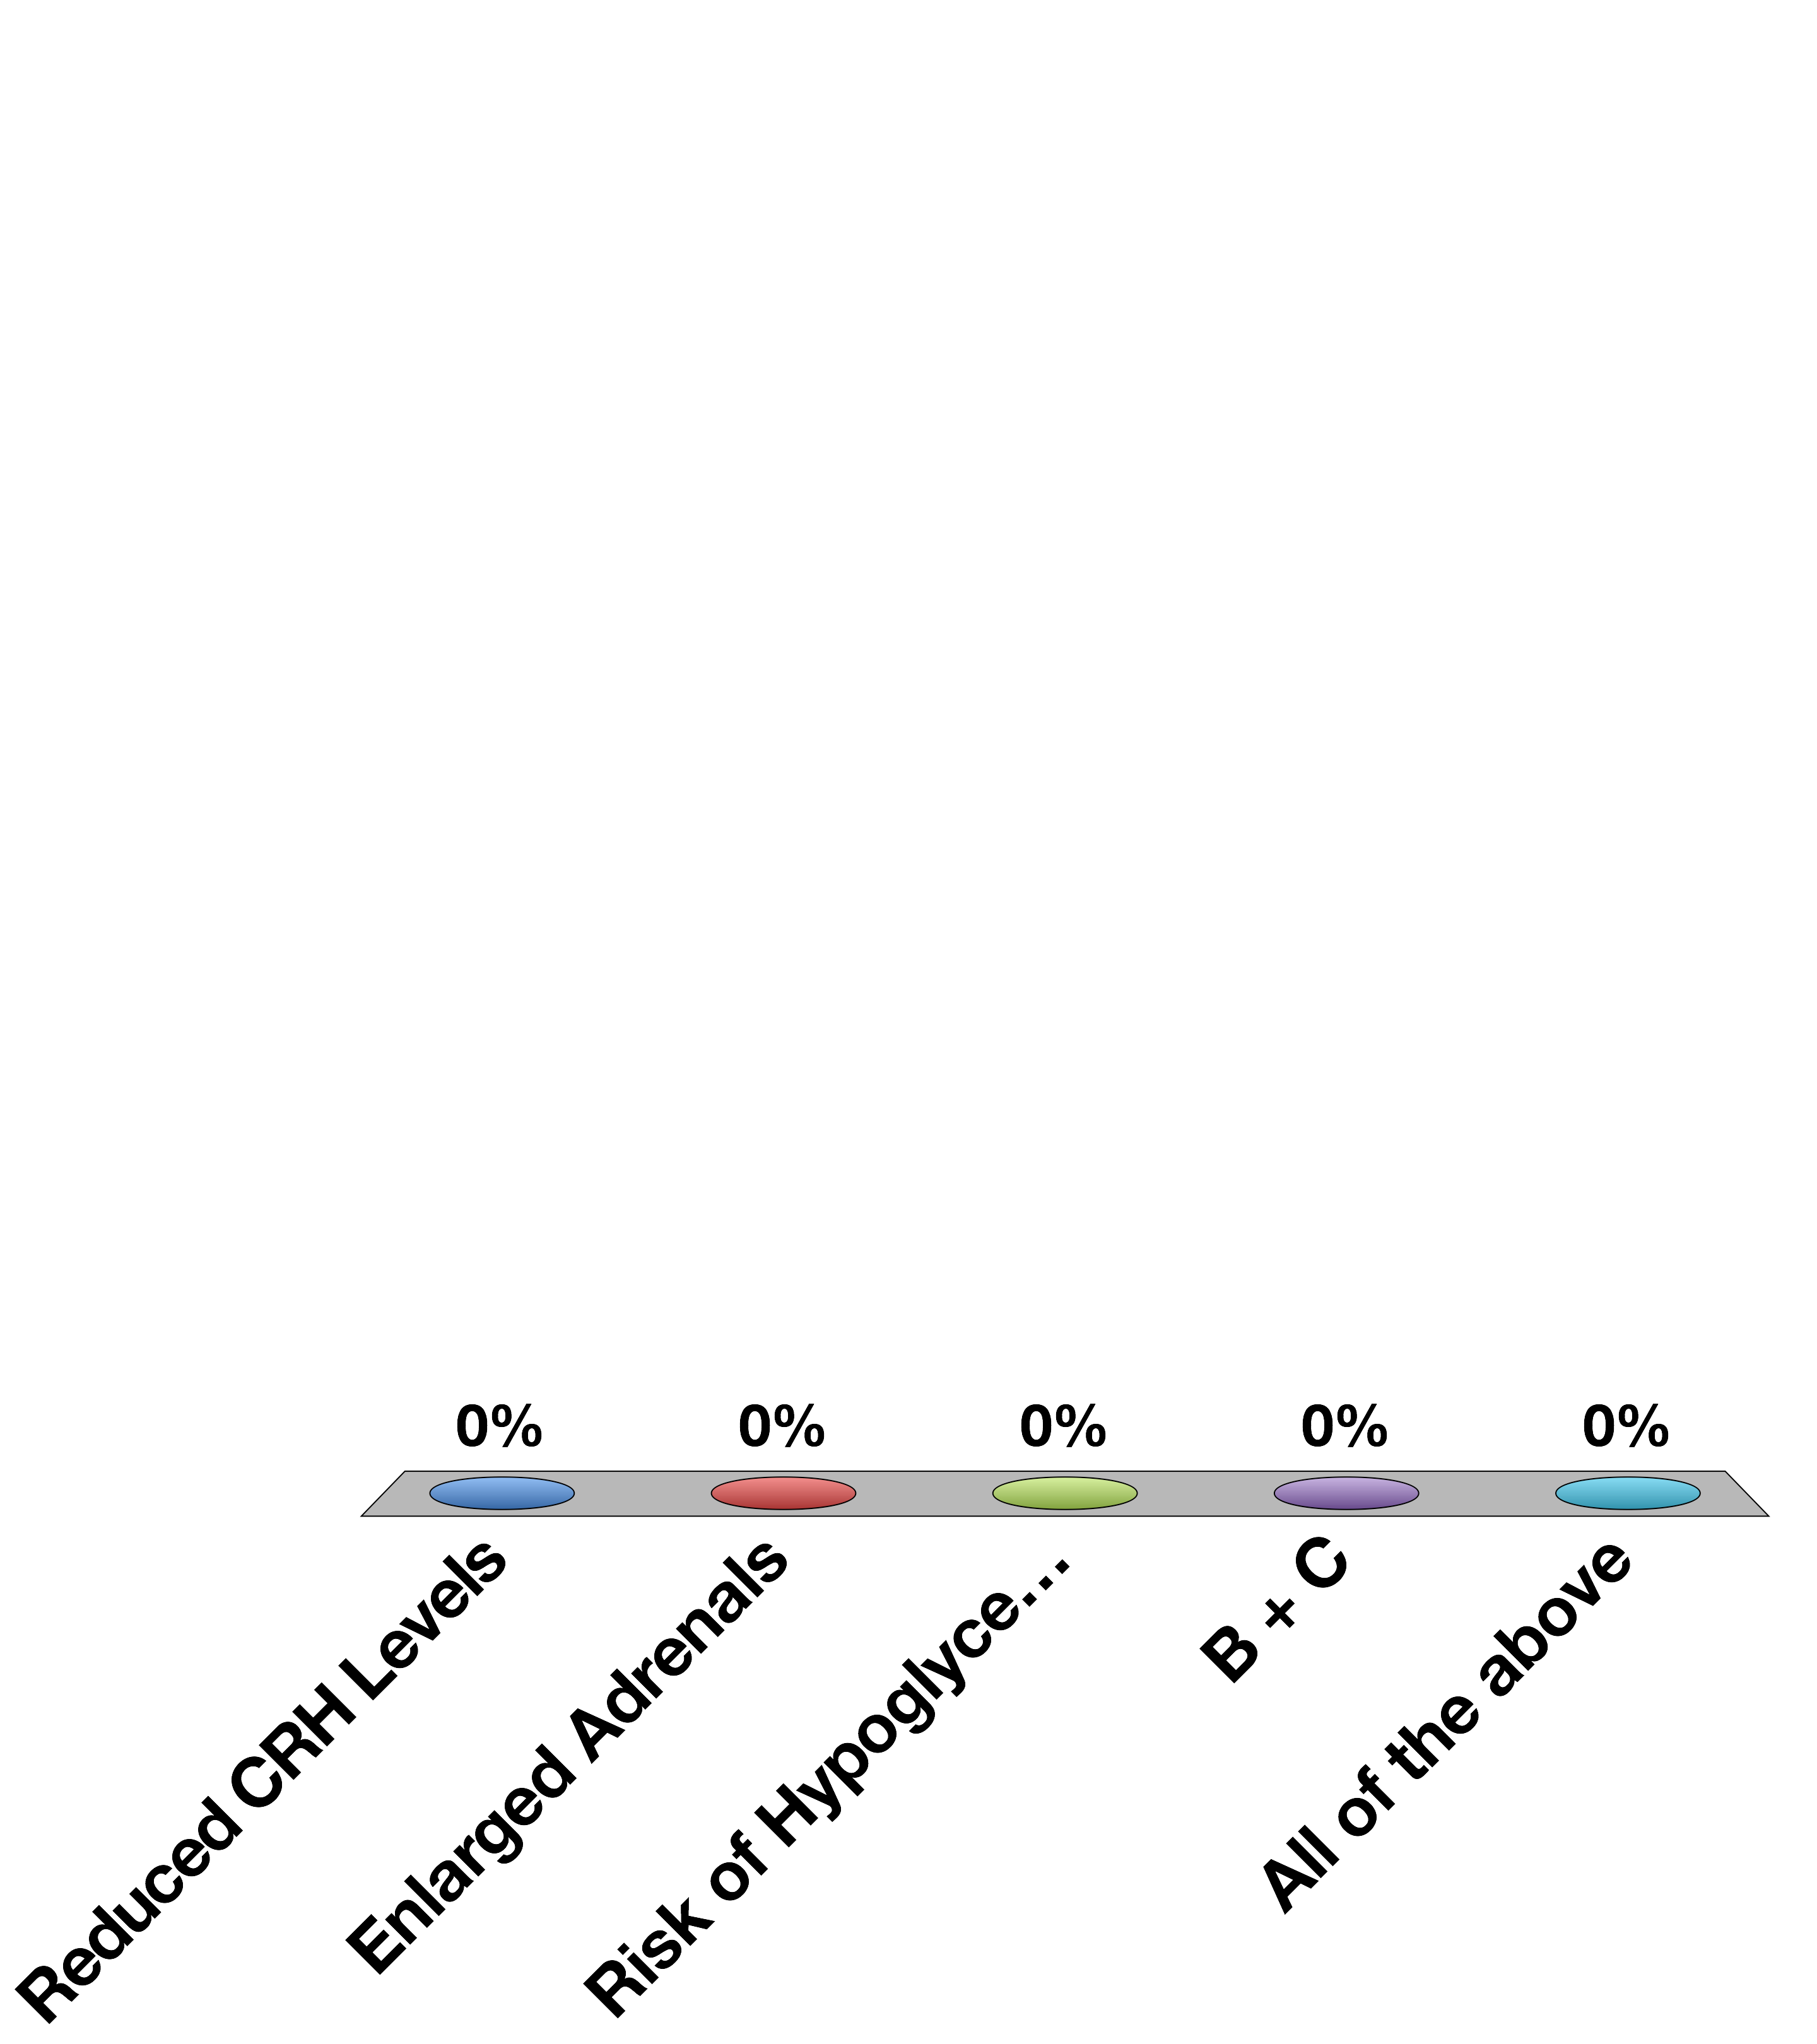 0% 0% 0% 0% 0%
Reduced CRH Levels
Enlarged Adrenals
Risk of Hypoglyce...
B + C
All of the above